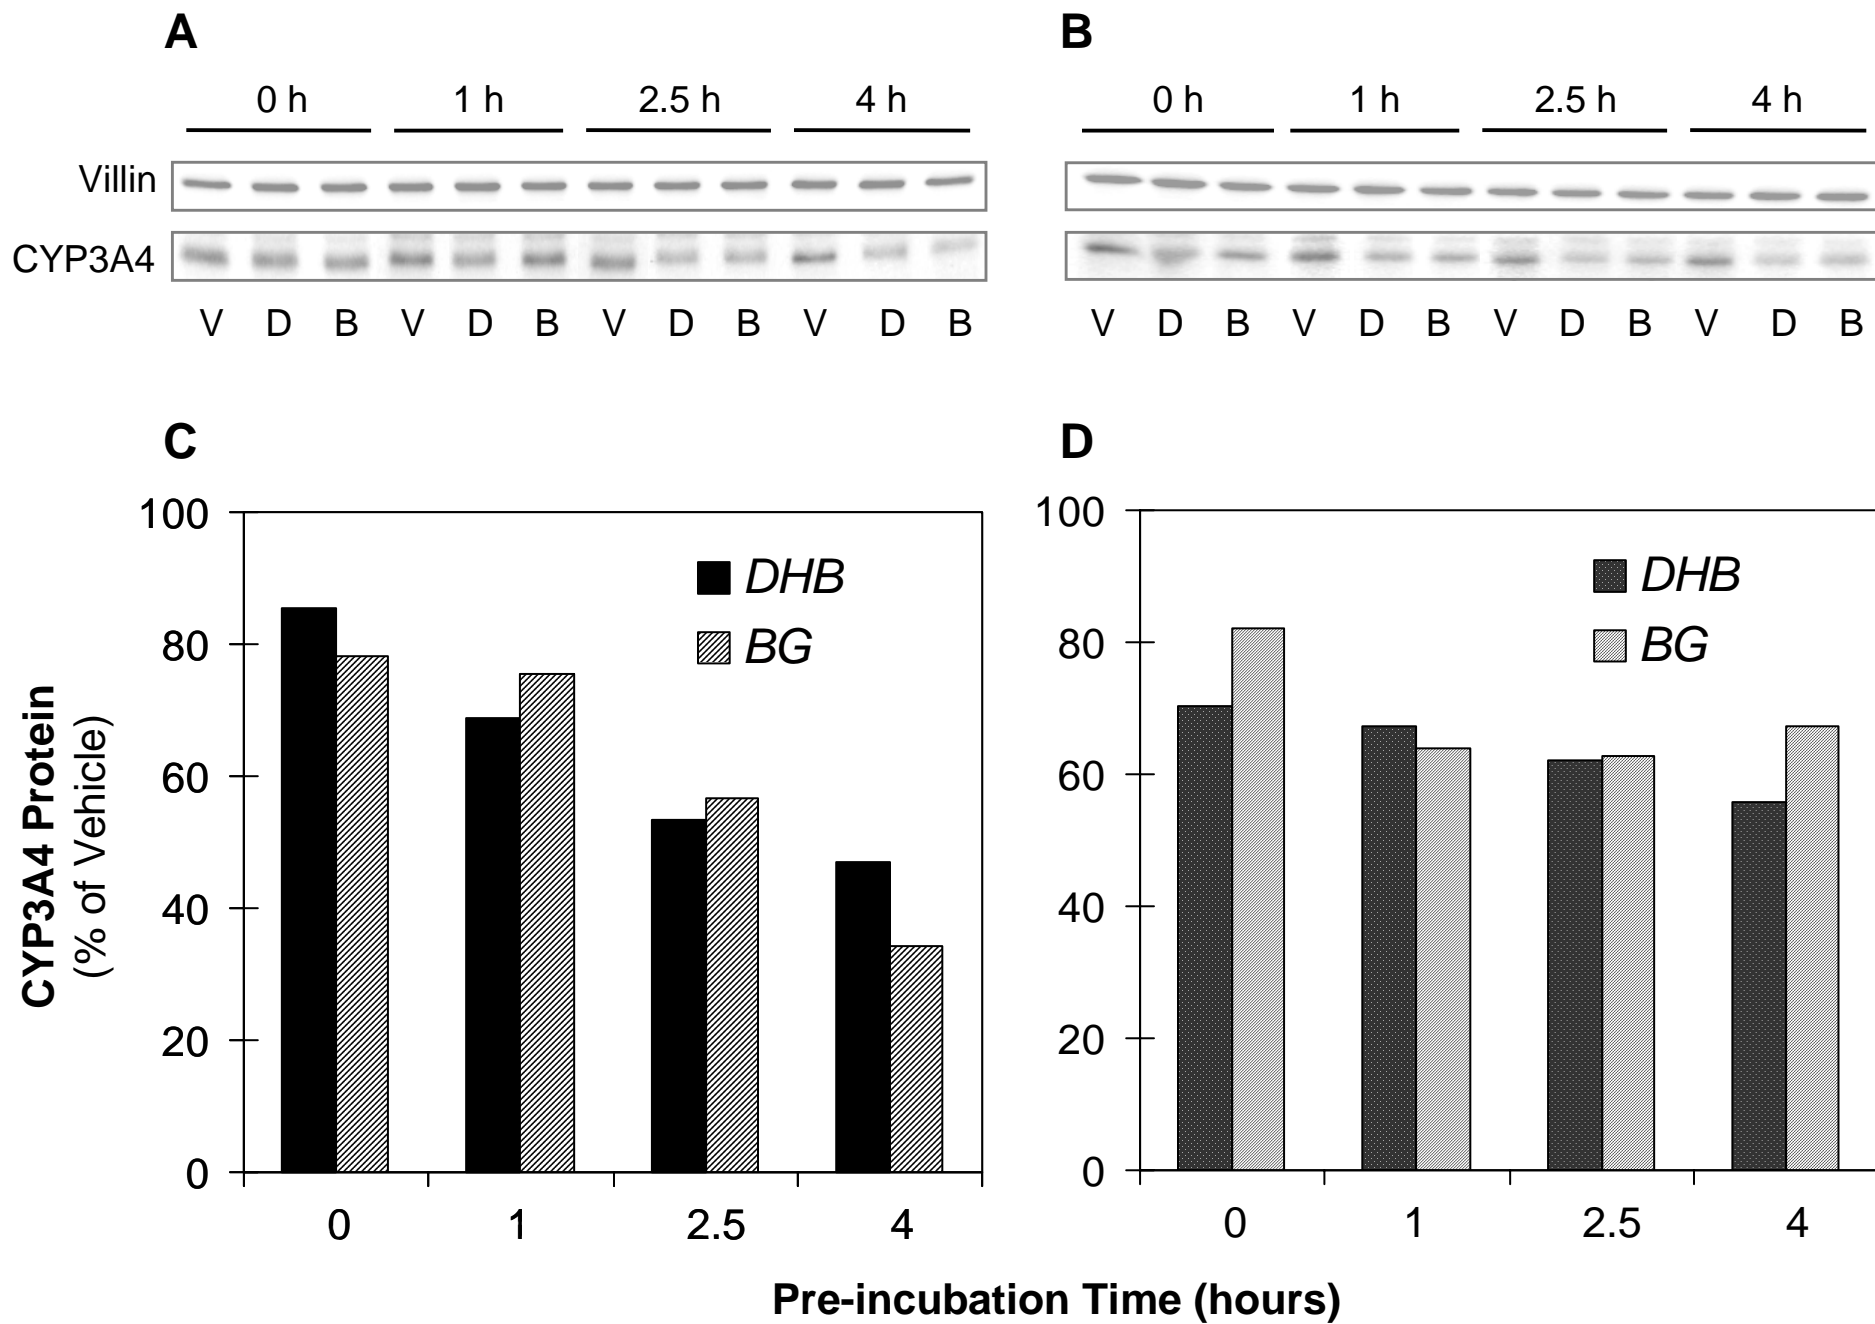 A B
0 h 1 h 2.5 h 4 h 0 h 1 h 2.5 h 4 h
Villin
CYP3A4
V D B V D B V D B V D B V D B V D B V D B V D B
C D
100 100
DHB DHB
BG BG
80 80
60 60
40 40
20 20
0 0
CYP3A4 Protein
(% of Vehicle)
0 1 2.5 4 0 1 2.5 4
Pre-incubation Time (hours)